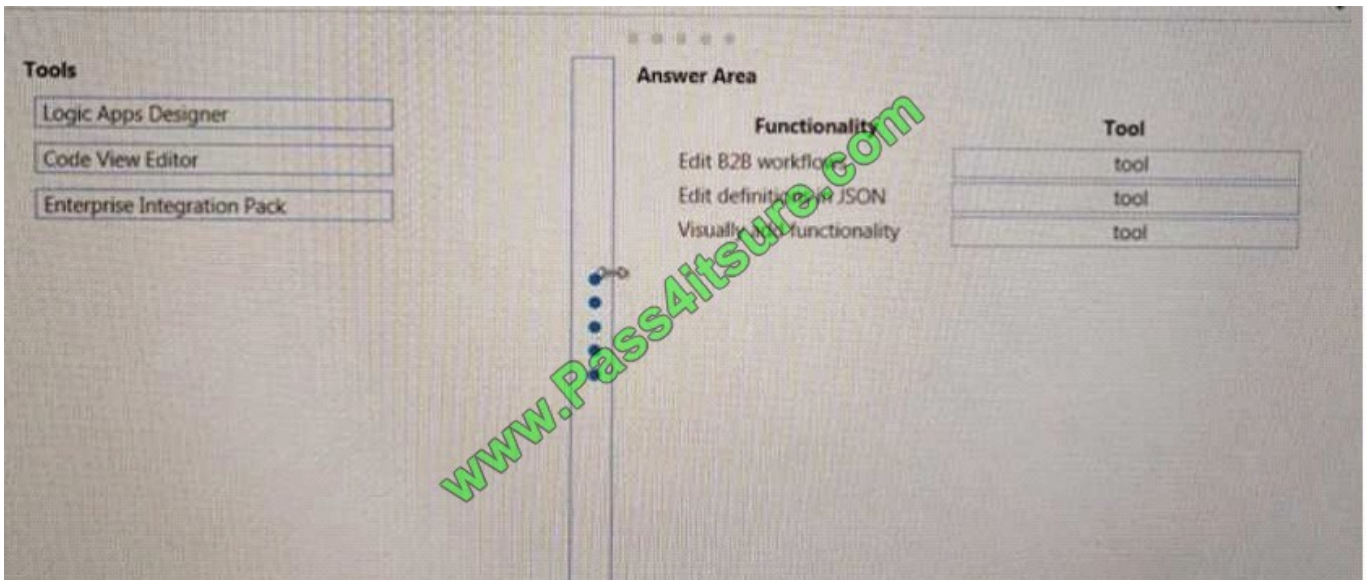 Tools
Logic Apps Designer
Code View Editor
Enterprise Integration Pack
Answer Area
Functionality Tool
Edit B2B workflows tool
Edit definitions in JSON tool
Visually add functionality tool
www.Pass4itsure.com